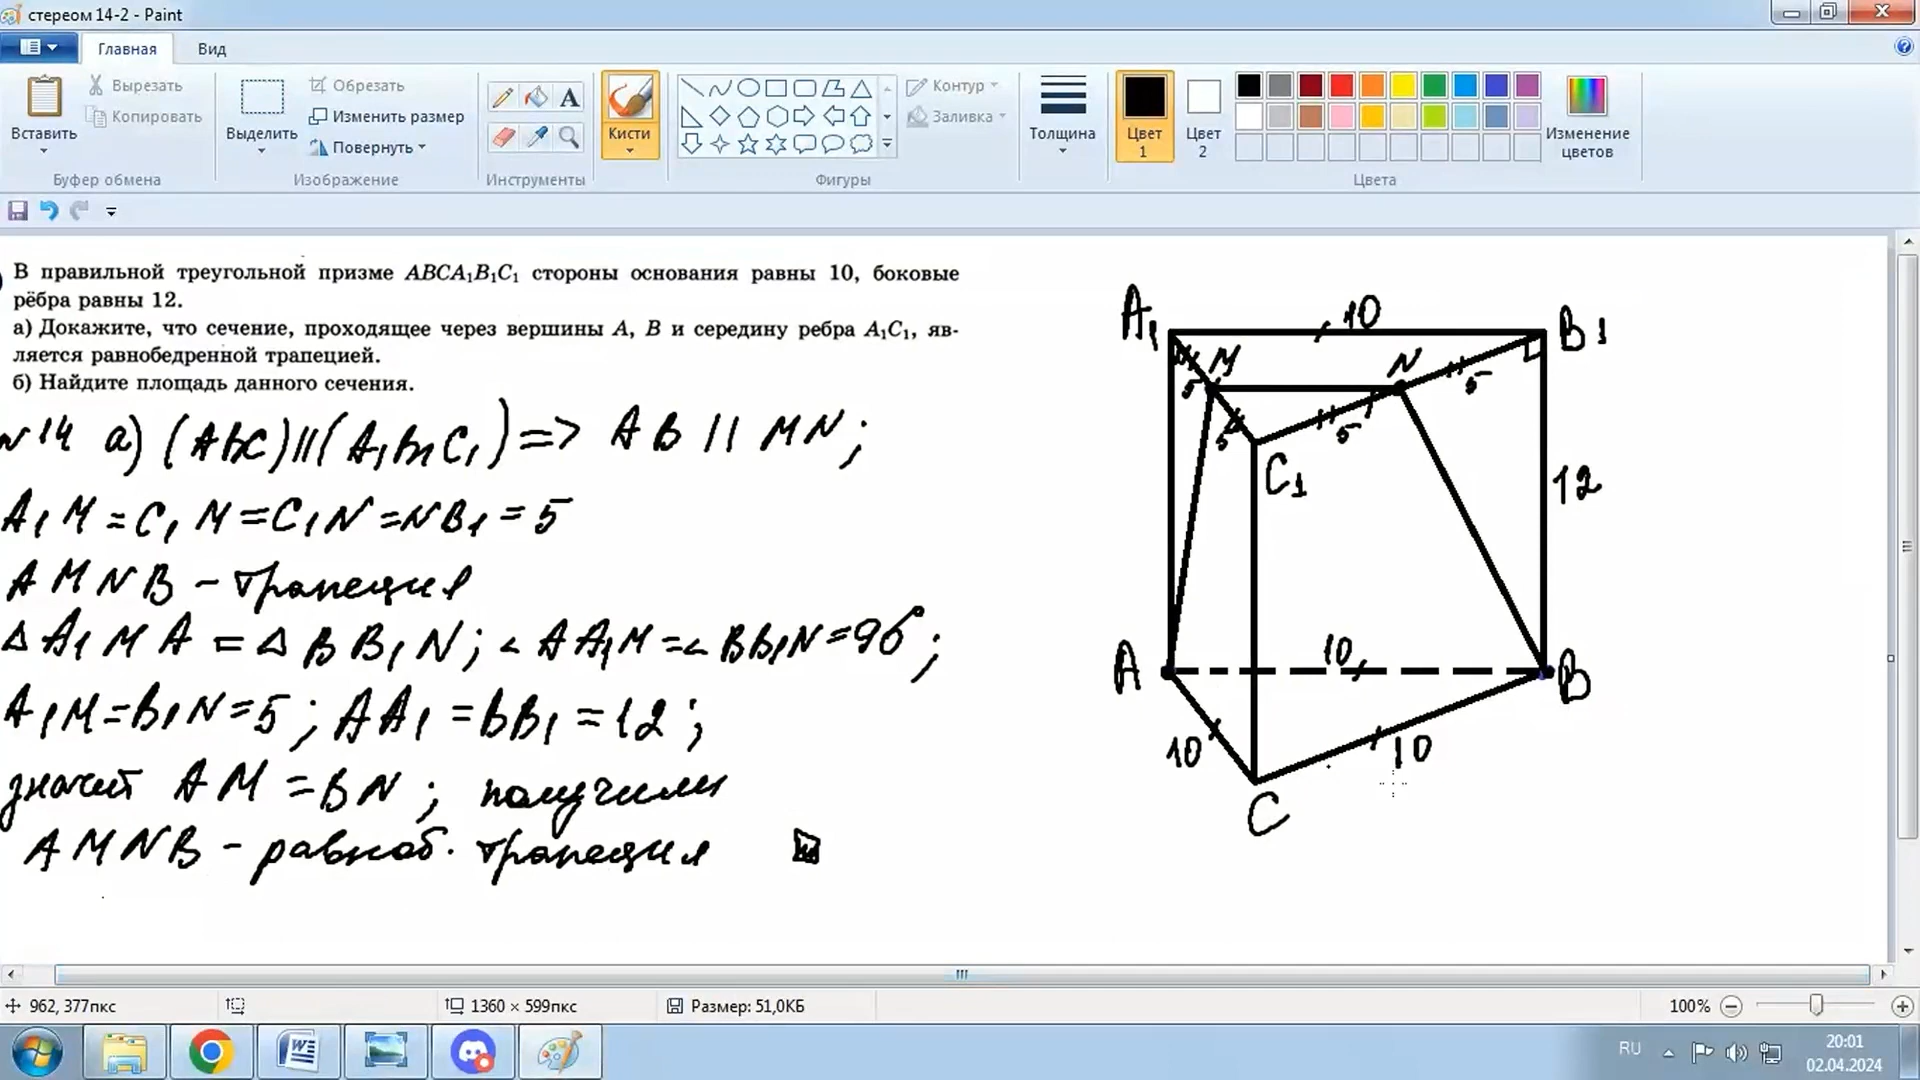 стереом 14-2 - Paint
Главная
Вид
Вставить
Вырезать
Копировать
Буфер обмена
Выделить
Обрезать
Изменить размер
Повернуть
Изображение
A
Инструменты
Кисти
Контур
Заливка
Фигуры
Толщина
Цвет 1
Цвет 2
Изменение цветов
Цвета
В правильной треугольной призме ABCA₁B₁C₁ стороны основания равны 10, боковые
рёбра равны 12.
а) Докажите, что сечение, проходящее через вершины A, B и середину ребра A₁C₁, яв-
ляется равнобедренной трапецией.
б) Найдите площадь данного сечения.
N14 а) (ABC)||(A₁B₁C₁) => AB || MN;
A₁M = C₁M = C₁N = NB₁ = 5
AMNB - трапеция
△ A₁MA = △ BB₁N; ∠AA₁M = ∠BB₁N = 90°;
A₁M = B₁N = 5; AA₁ = BB₁ = 12;
значит AM = BN; получили
AMNB - равноб. трапеция
A₁ 10 B1
M N
5 5
5 5
C₁
12
A 10 B
10 10
C
962, 377пкс
1360 × 599пкс
Размер: 51,0КБ
100%
RU
20:01
02.04.2024